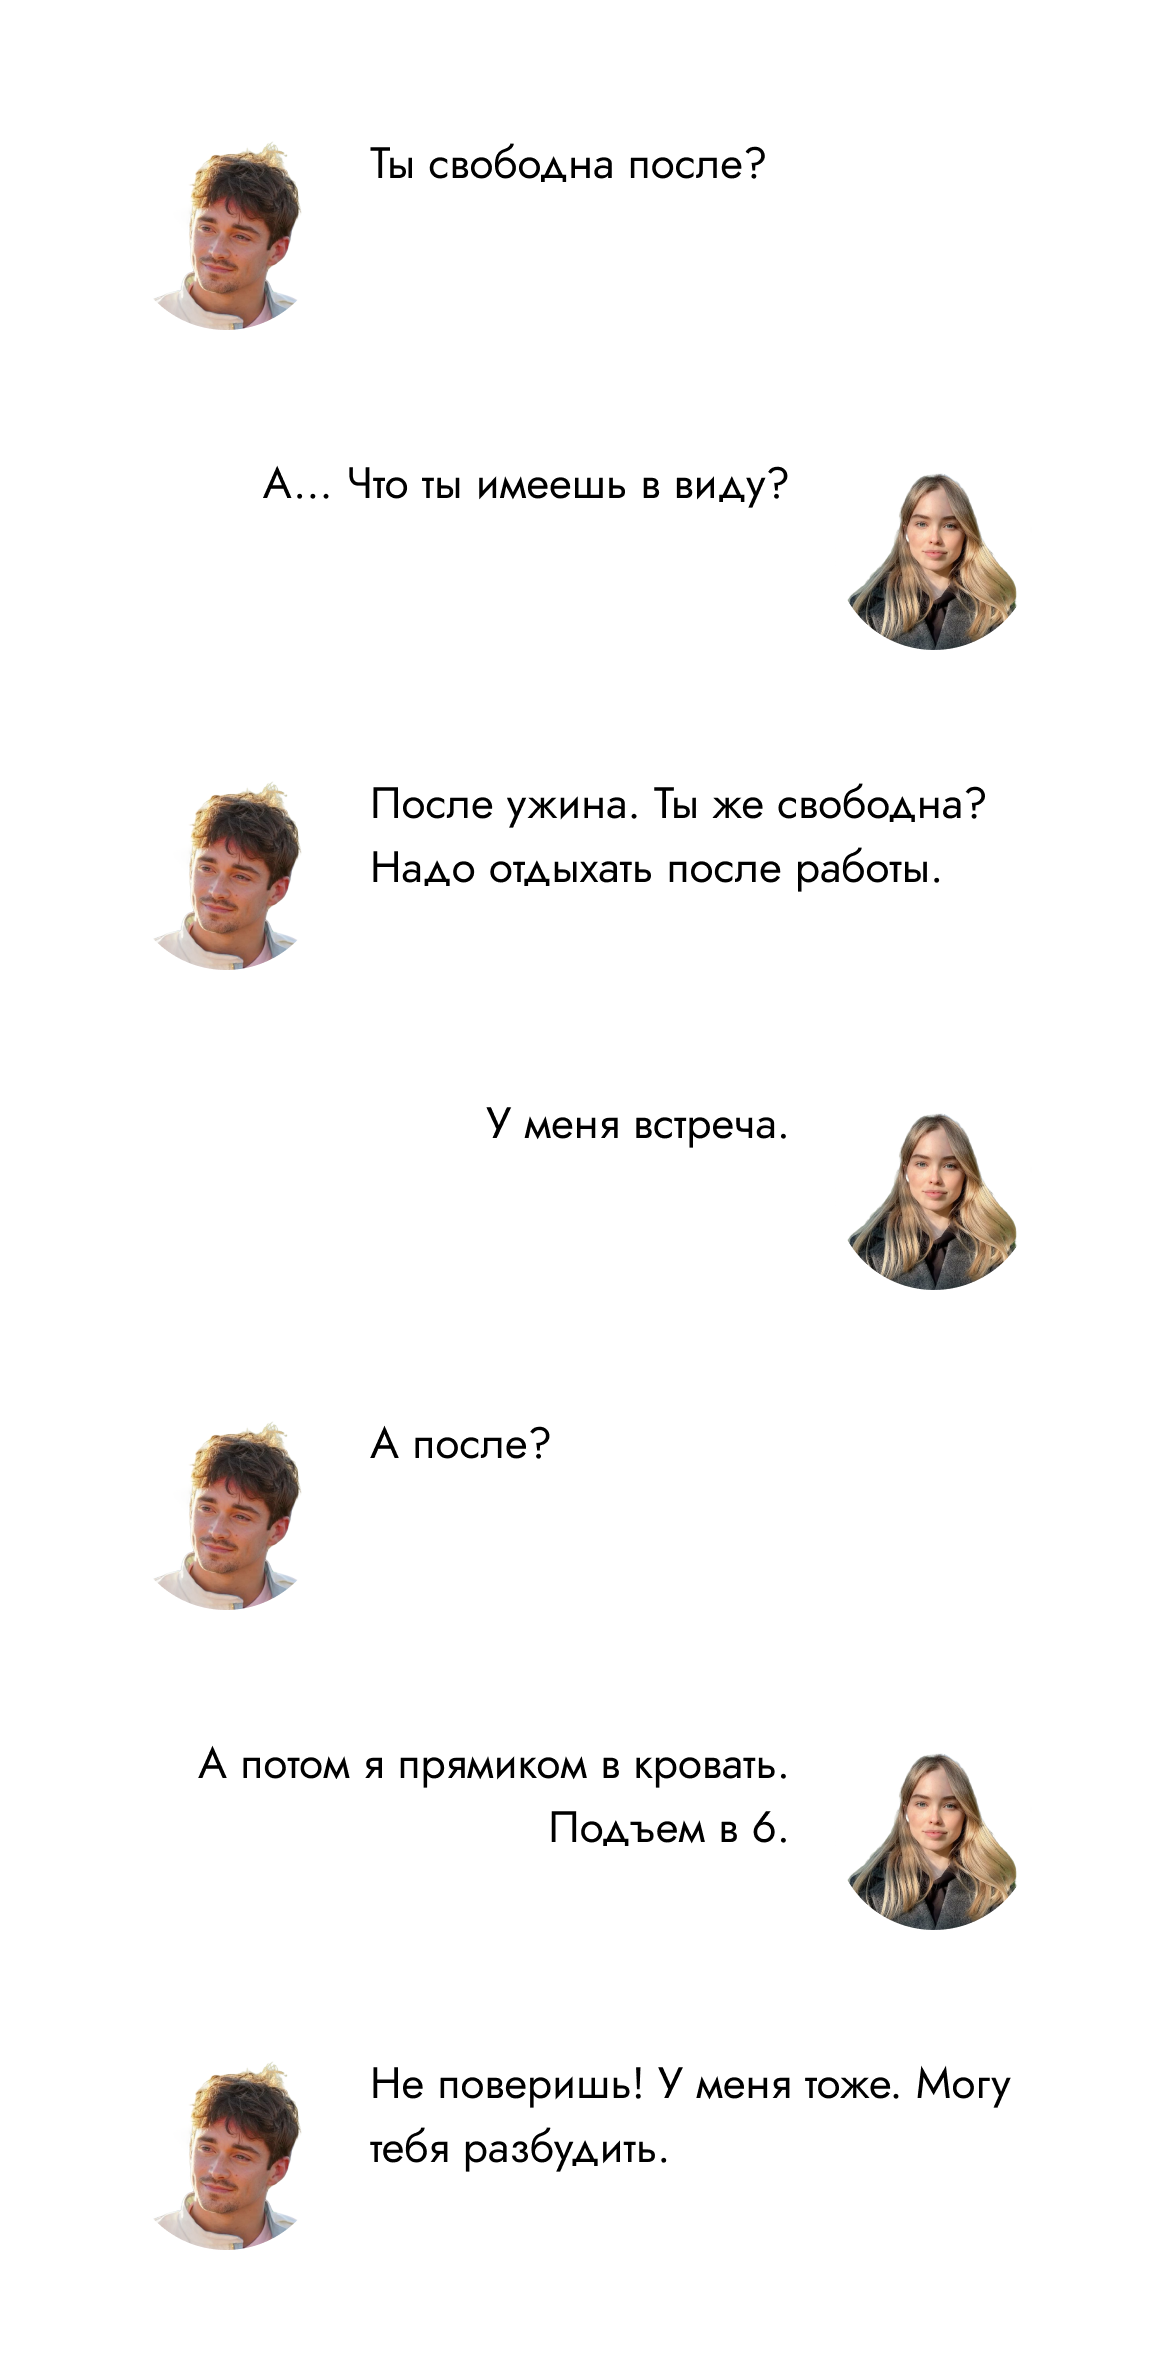 Ты свободна после?
А... Что ты имеешь в виду?
После ужина. Ты же свободна?
Надо отдыхать после работы.
У меня встреча.
А после?
А потом я прямиком в кровать.
Подъем в 6.
Не поверишь! У меня тоже. Могу
тебя разбудить.